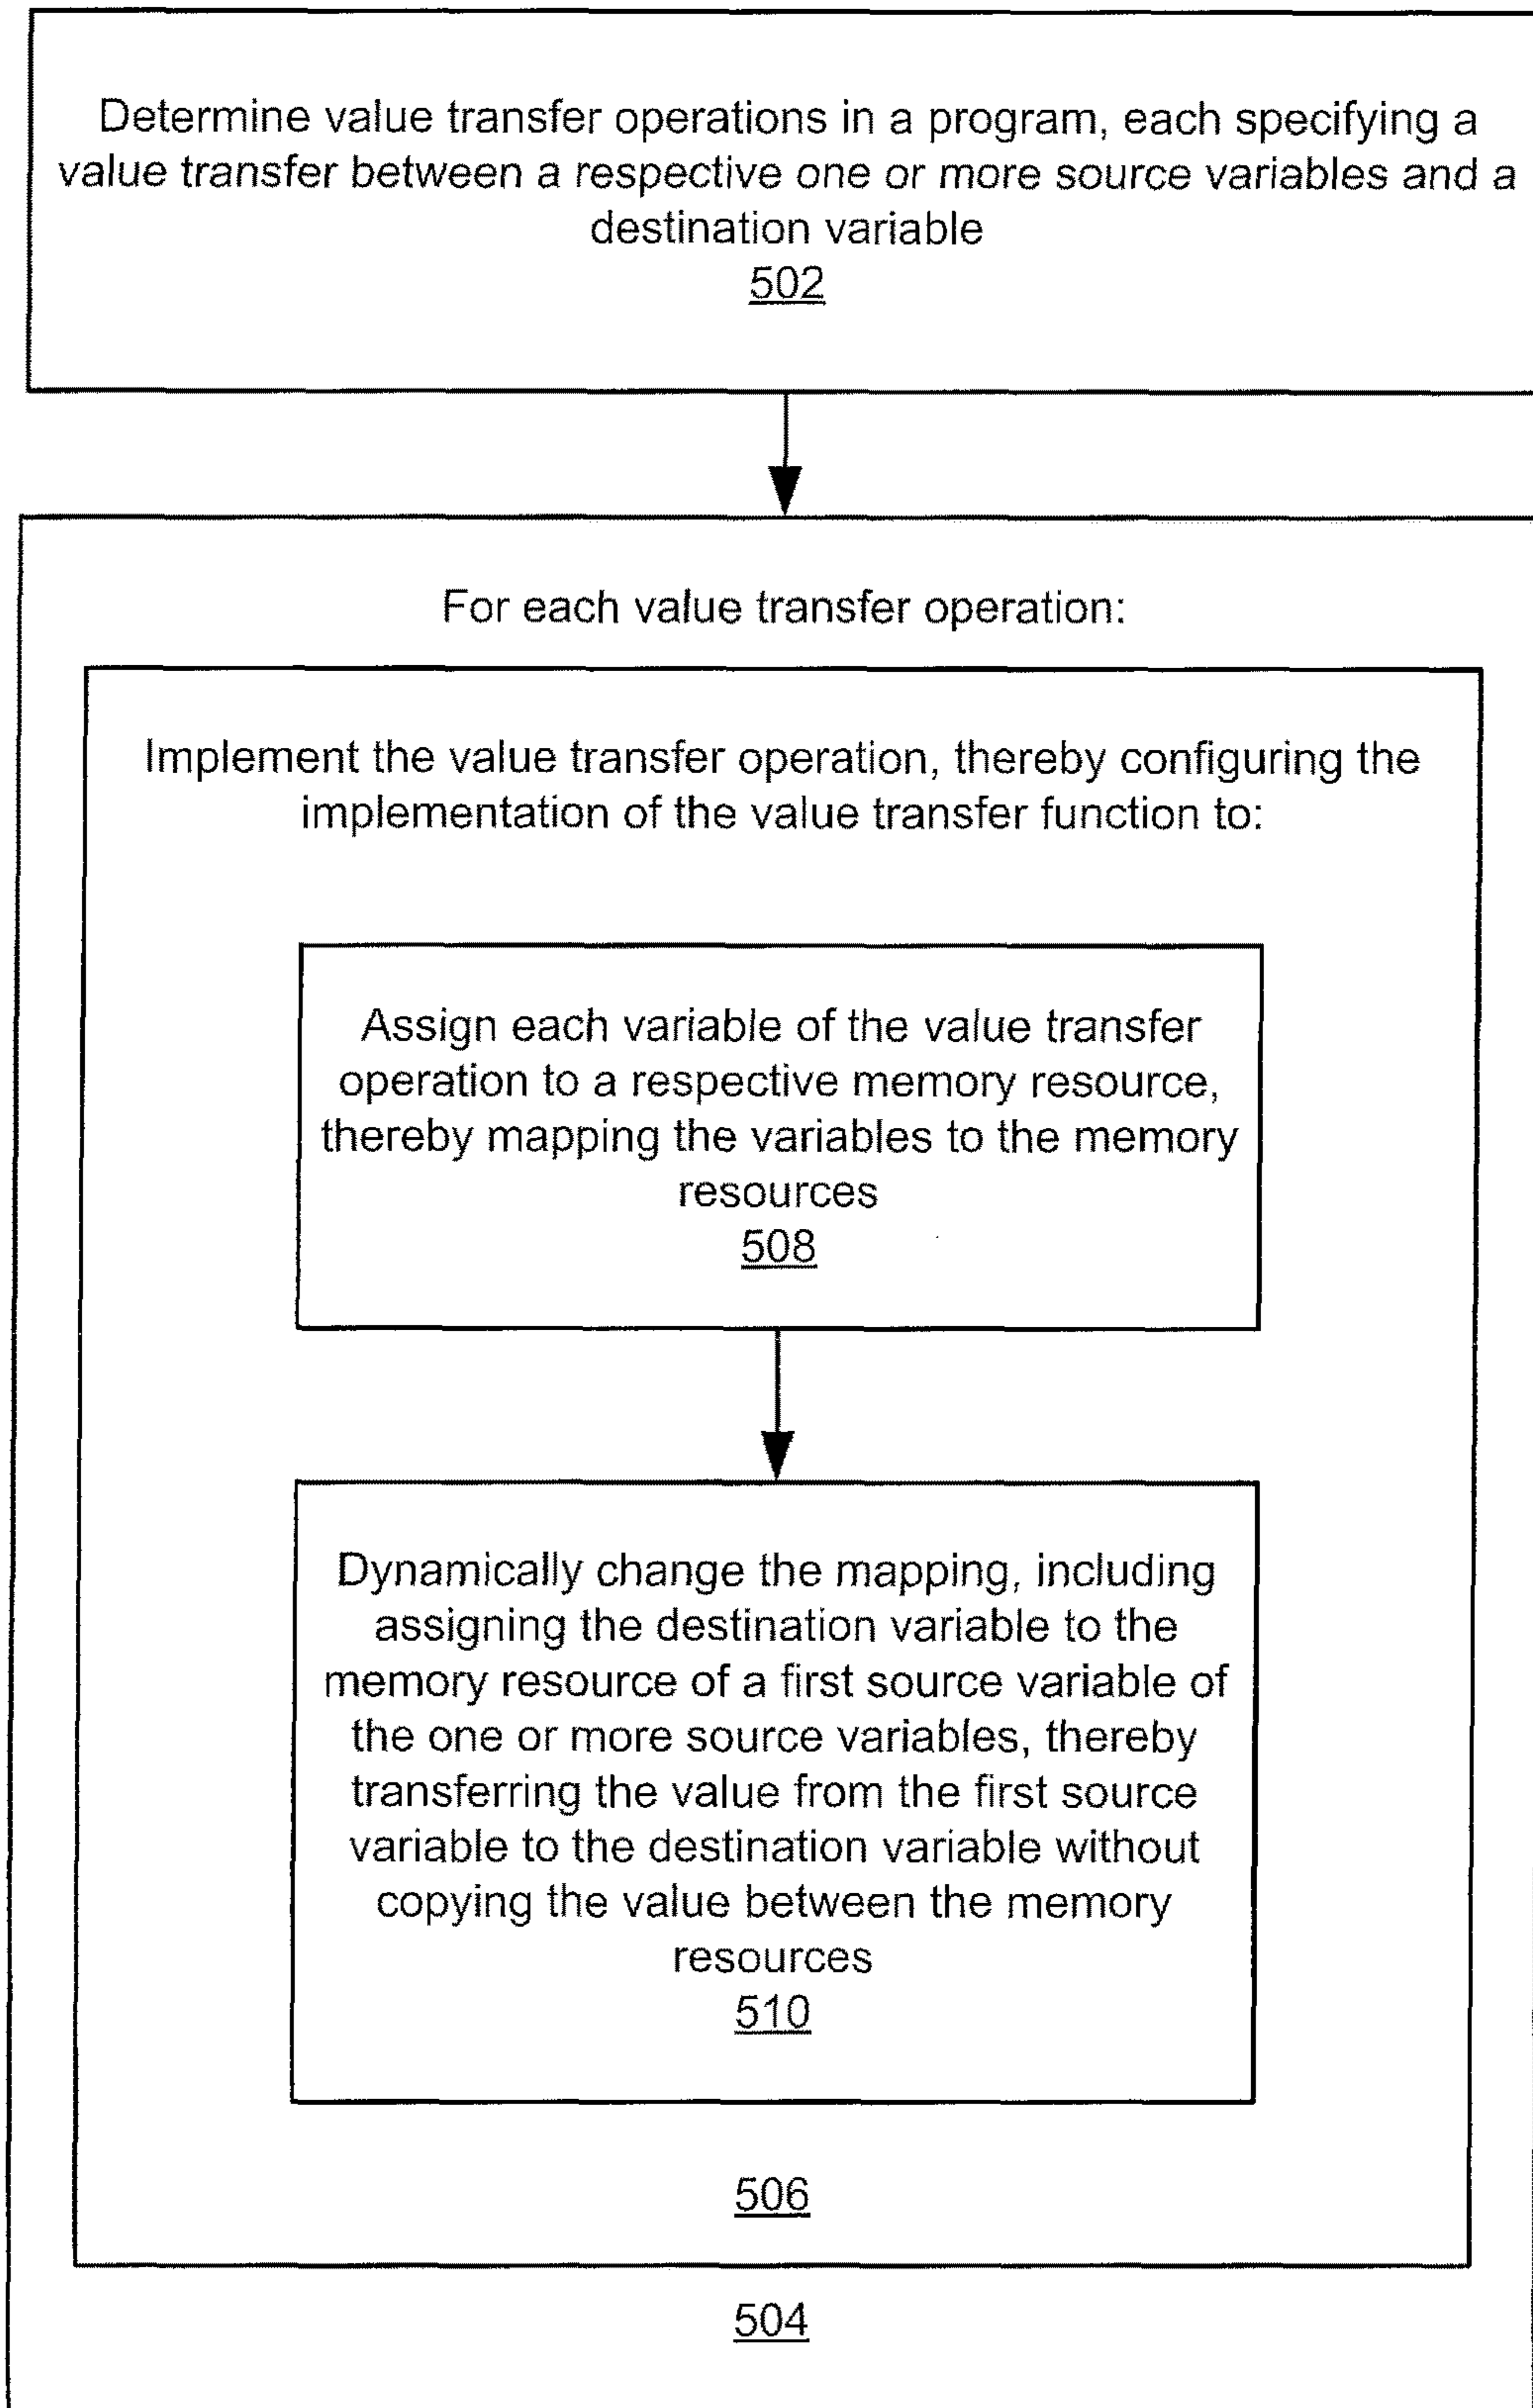 Determine value transfer operations in a program, each specifying a
value transfer between a respective one or more source variables and a
destination variable
502
For each value transfer operation:
Implement the value transfer operation, thereby configuring the
implementation of the value transfer function to:
Assign each variable of the value transfer
operation to a respective memory resource,
thereby mapping the variables to the memory
resources
508
Dynamically change the mapping, including
assigning the destination variable to the
memory resource of a first source variable of
the one or more source variables, thereby
transferring the value from the first source
variable to the destination variable without
copying the value between the memory
resources
510
506
504